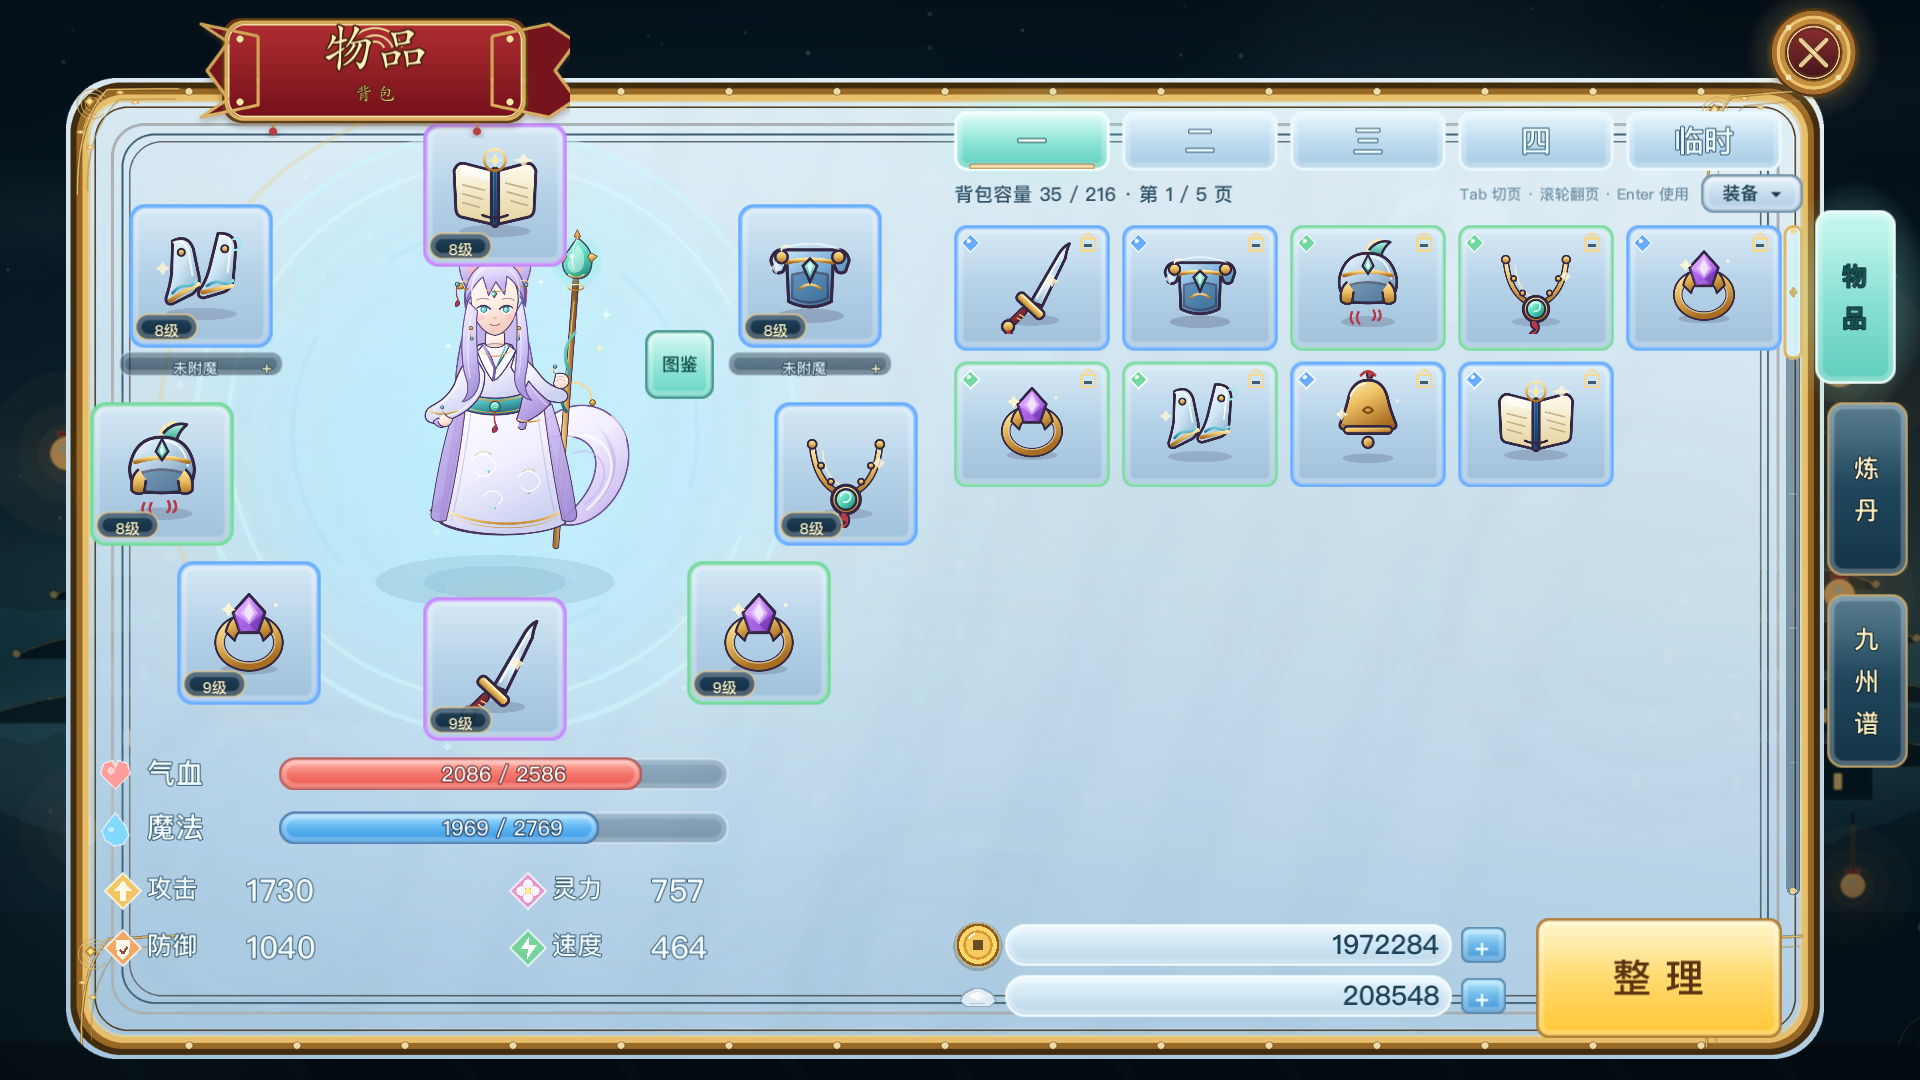 物品
背包
一
二
三
四
临时
背包容量 35 / 216 · 第 1 / 5 页
Tab 切页 · 滚轮翻页 · Enter 使用
装备
8级
8级
未附魔 +
8级
未附魔 +
图鉴
8级
8级
9级
9级
9级
气血
2086 / 2586
魔法
1969 / 2769
攻击 1730
灵力 757
防御 1040
速度 464
1972284
+
208548
+
整理
物品
炼丹
九州谱